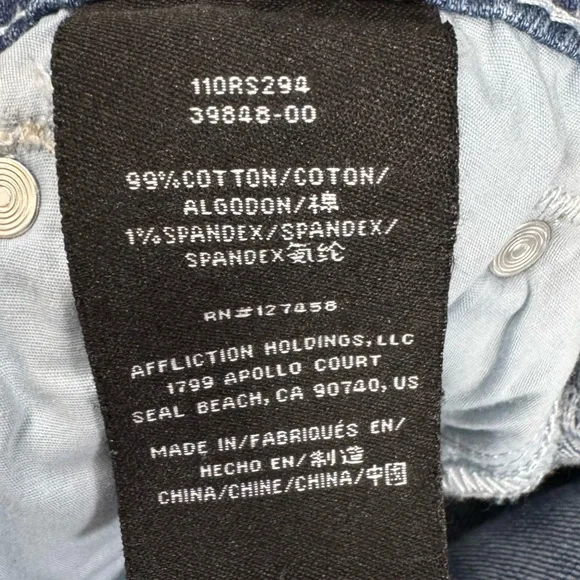 110RS294
39848-00
99%COTTON/COTON/
ALGODON/棉
1%SPANDEX/SPANDEX/
SPANDEX氨纶
RN#127458
AFFLICTION HOLDINGS, LLC
1799 APOLLO COURT
SEAL BEACH, CA 90740, US
MADE IN/FABRIQUÉS EN/
HECHO EN/制造
CHINA/CHINE/CHINA/中國